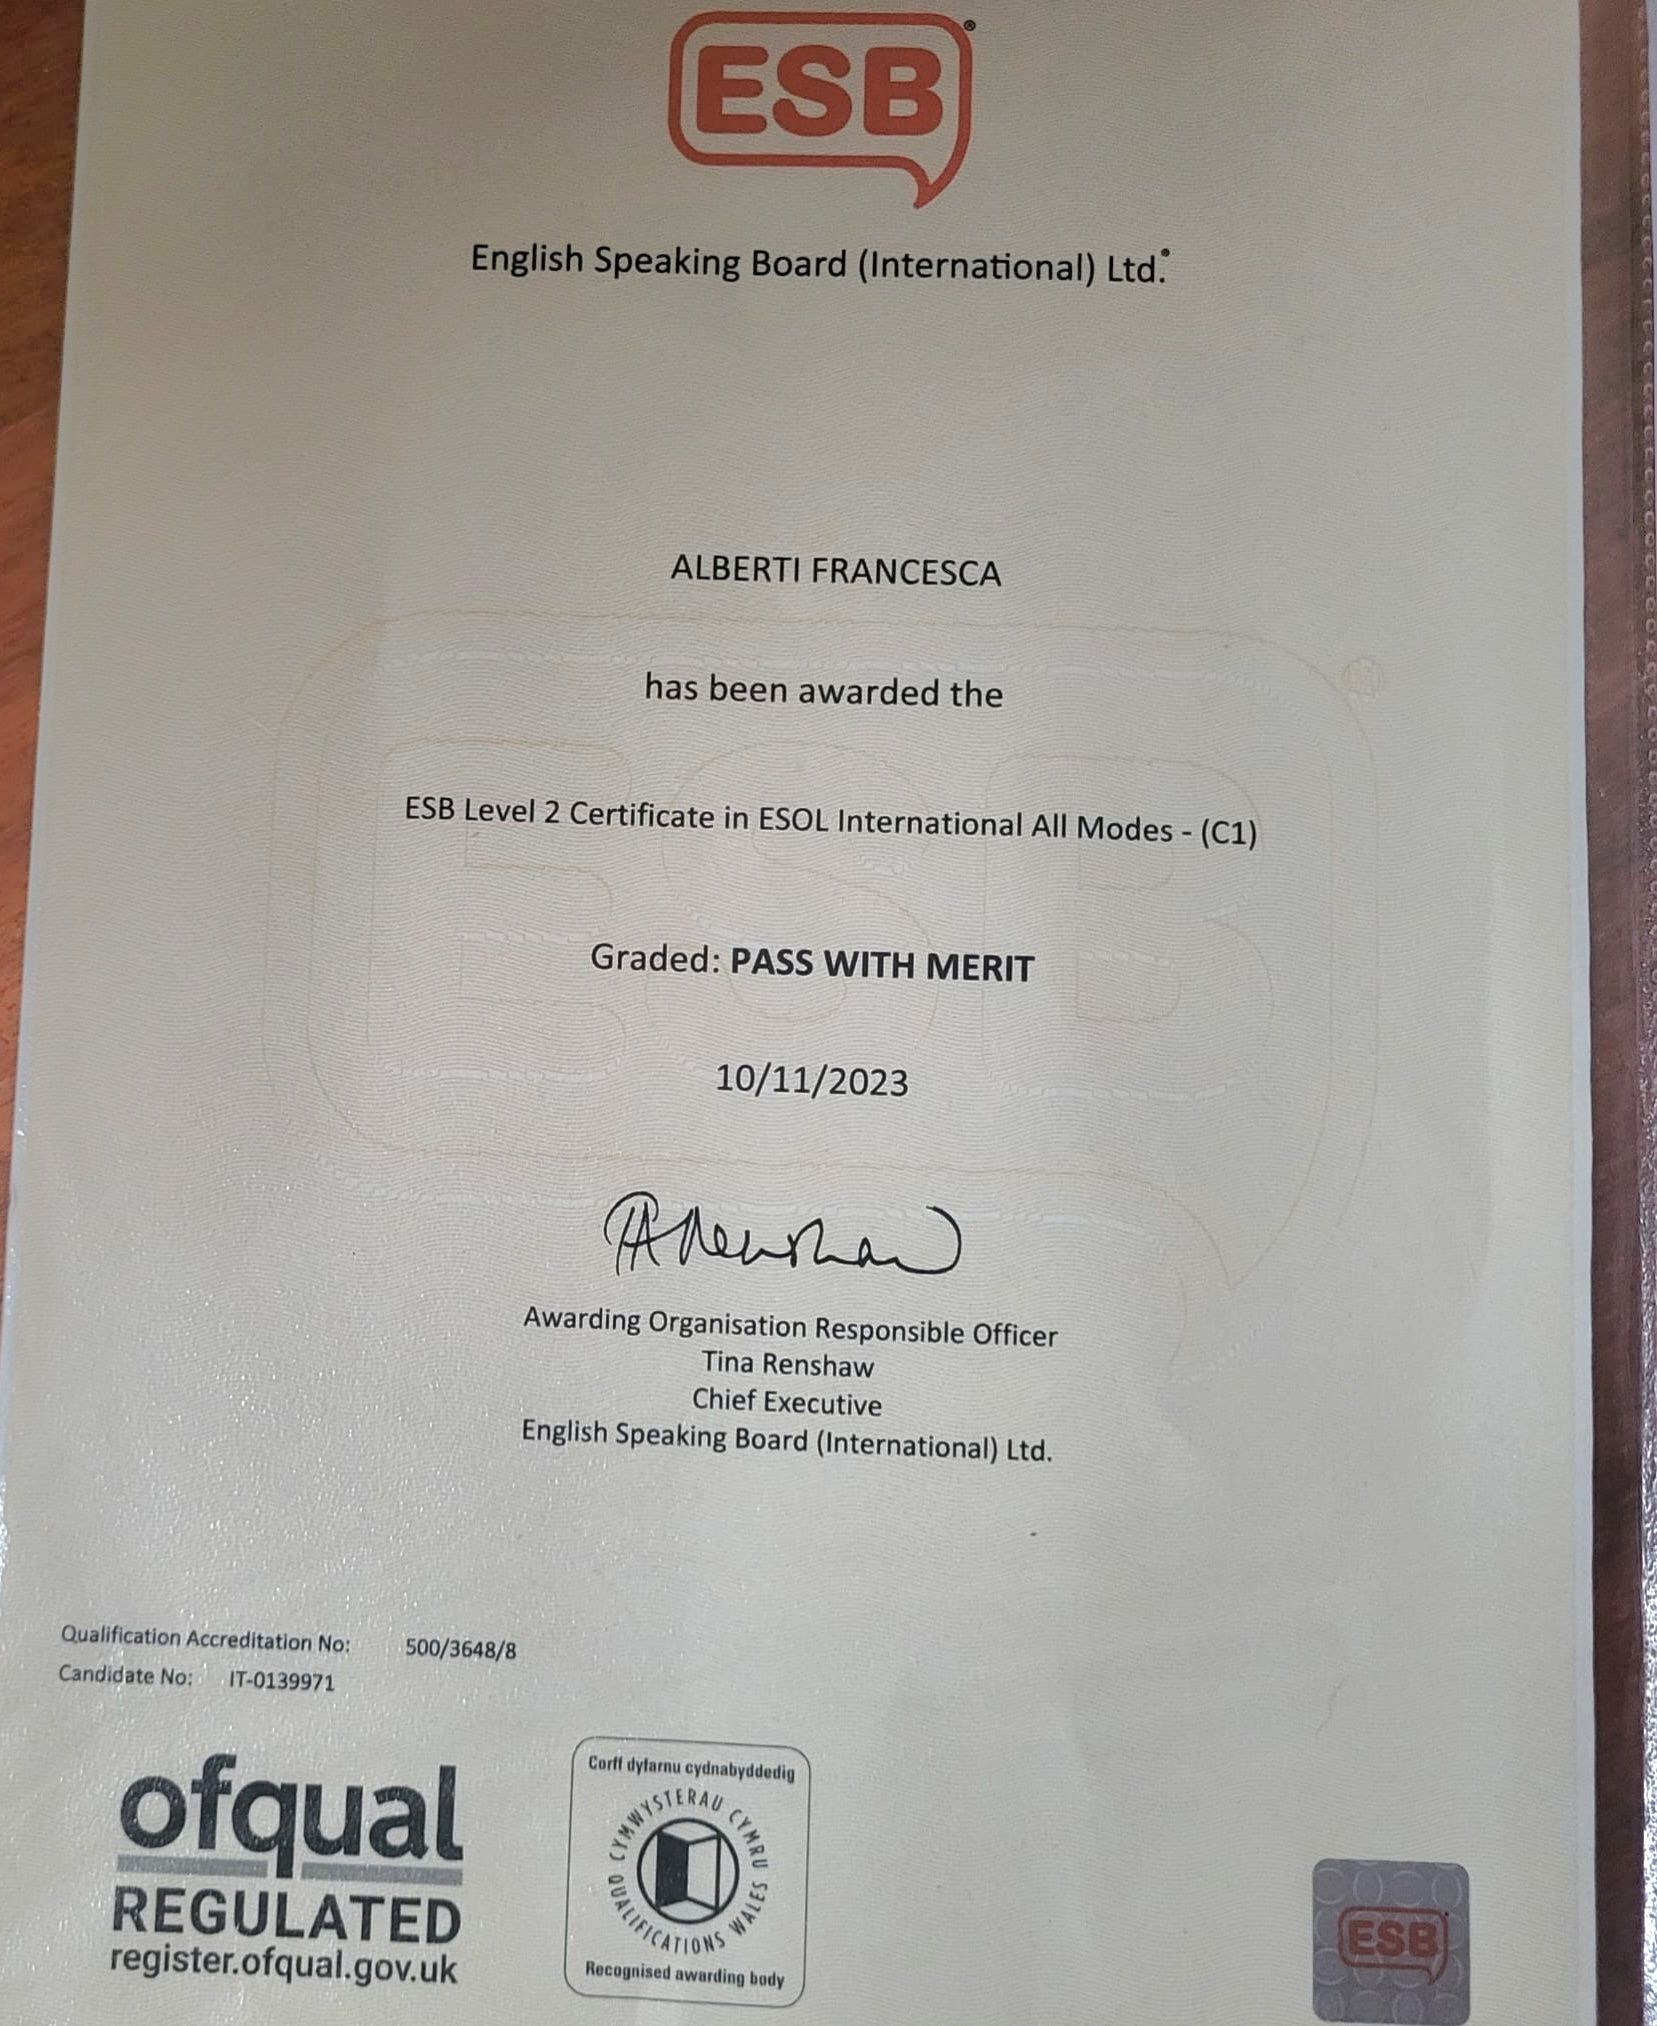 ESB
English Speaking Board (International) Ltd.
ALBERTI FRANCESCA
has been awarded the
ESB Level 2 Certificate in ESOL International All Modes - (C1)
Graded: PASS WITH MERIT
10/11/2023
Renshaw
Awarding Organisation Responsible Officer
Tina Renshaw
Chief Executive
English Speaking Board (International) Ltd.
Qualification Accreditation No: 500/3648/8
Candidate No: IT-0139971
ofqual
REGULATED
register.ofqual.gov.uk
Corff dyfarnu cydnabyddedig
CYMWYSTERAU CYMRU
QUALIFICATIONS WALES
Recognised awarding body
ESB